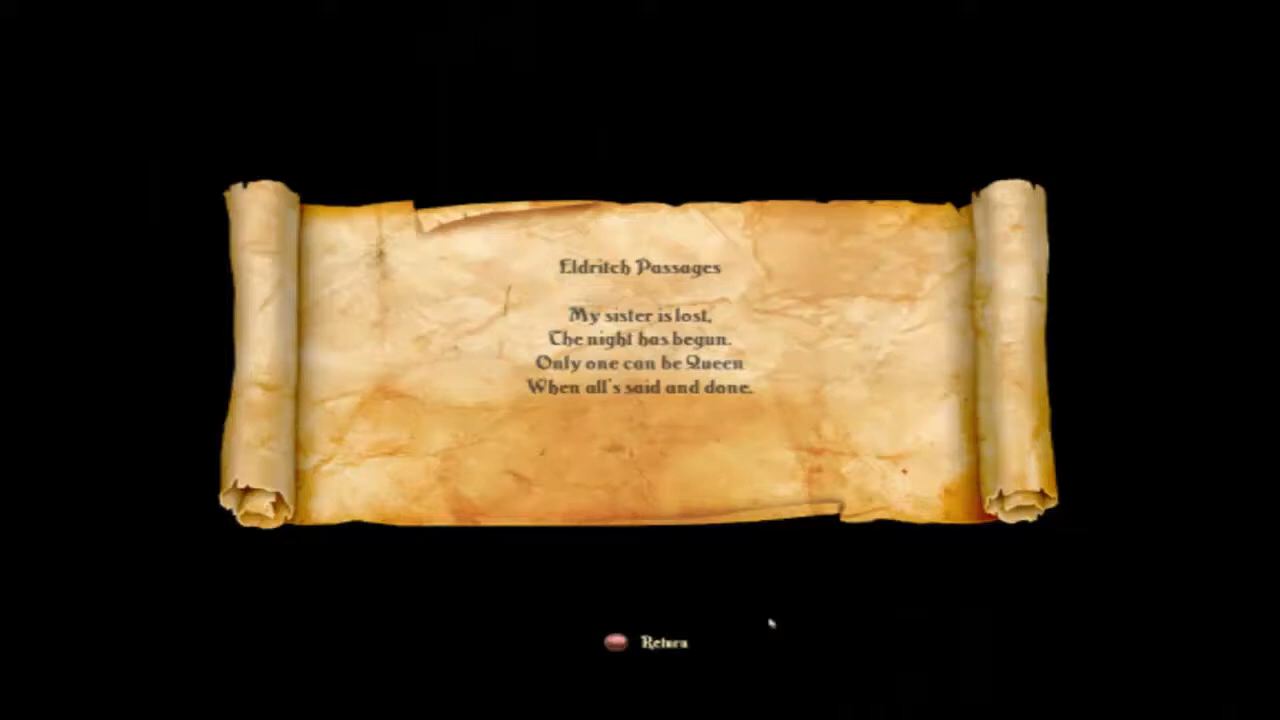 Eldritch Passages
My sister is lost,
The night has begun.
Only one can be Queen
When all's said and done.
Return